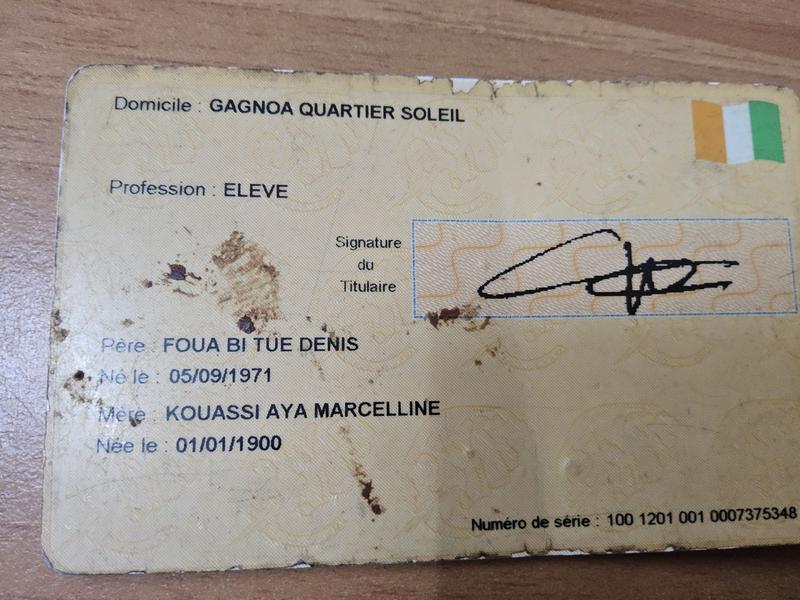 Domicile : GAGNOA QUARTIER SOLEIL
Profession : ELEVE
Signature
du
Titulaire
Père : FOUA BI TUE DENIS
Né le : 05/09/1971
Mère : KOUASSI AYA MARCELLINE
Née le : 01/01/1900
Numéro de série : 100 1201 001 0007375348